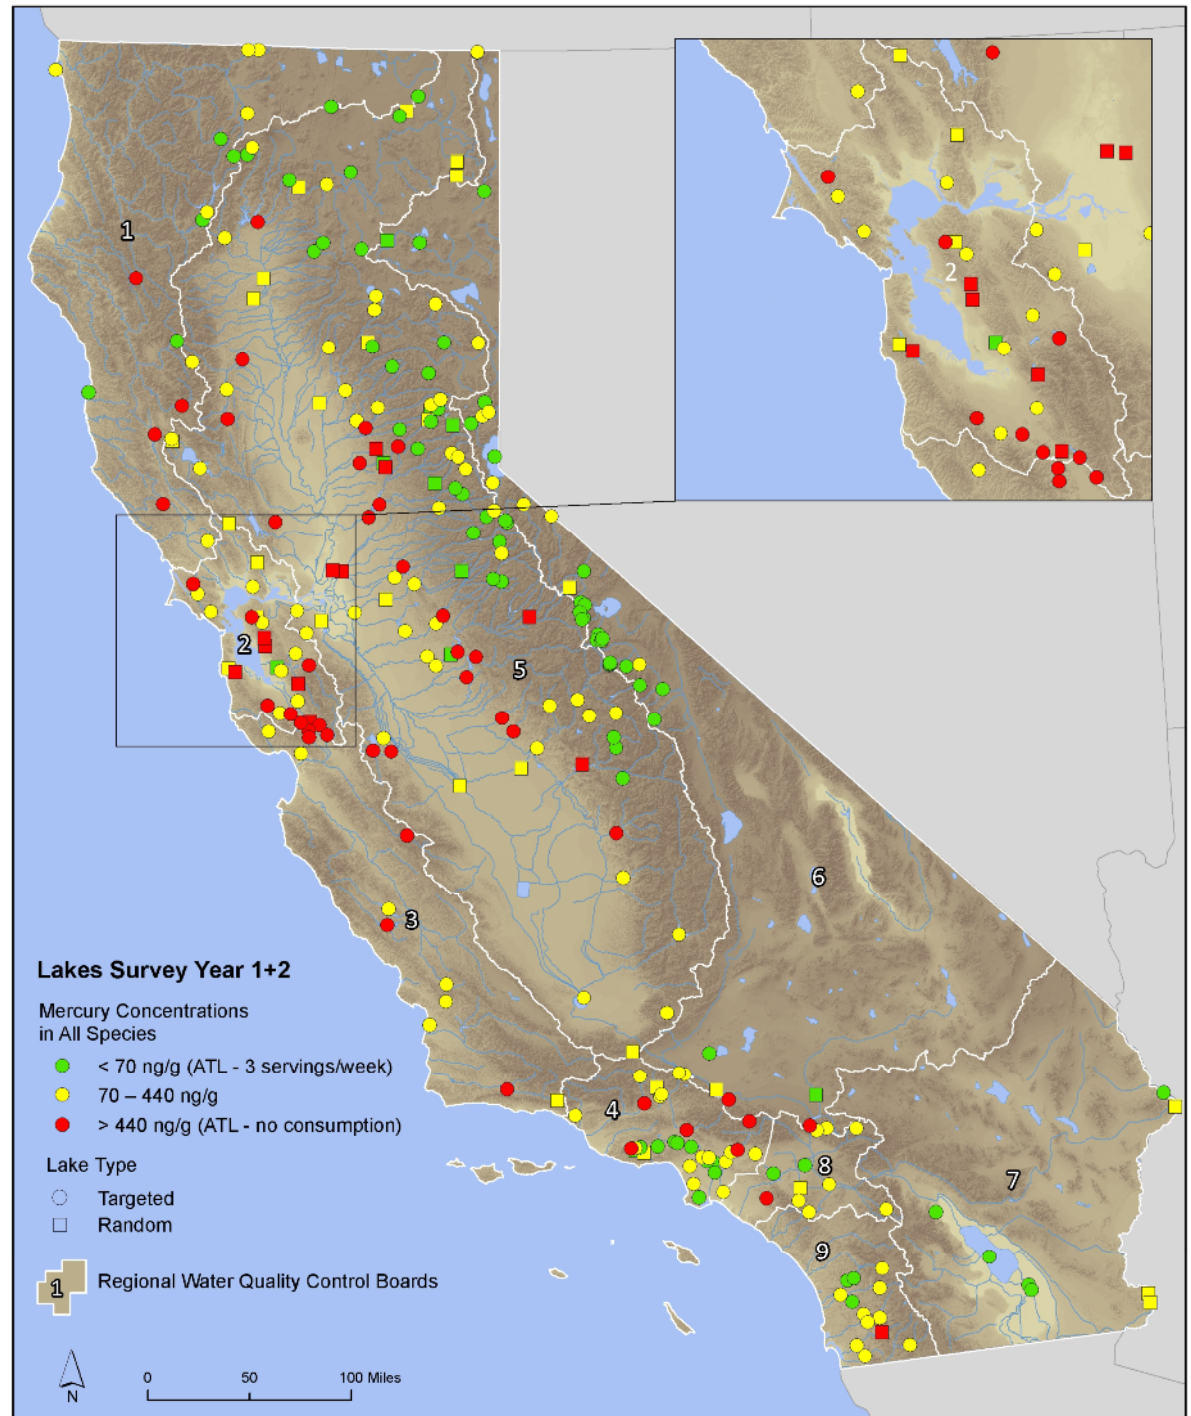 1
2
2
5
6
3
4
8
7
9
Lakes Survey Year 1+2
Mercury Concentrations
in All Species
< 70 ng/g (ATL - 3 servings/week)
70 – 440 ng/g
> 440 ng/g (ATL - no consumption)
Lake Type
Targeted
Random
1 Regional Water Quality Control Boards
N
0 50 100 Miles